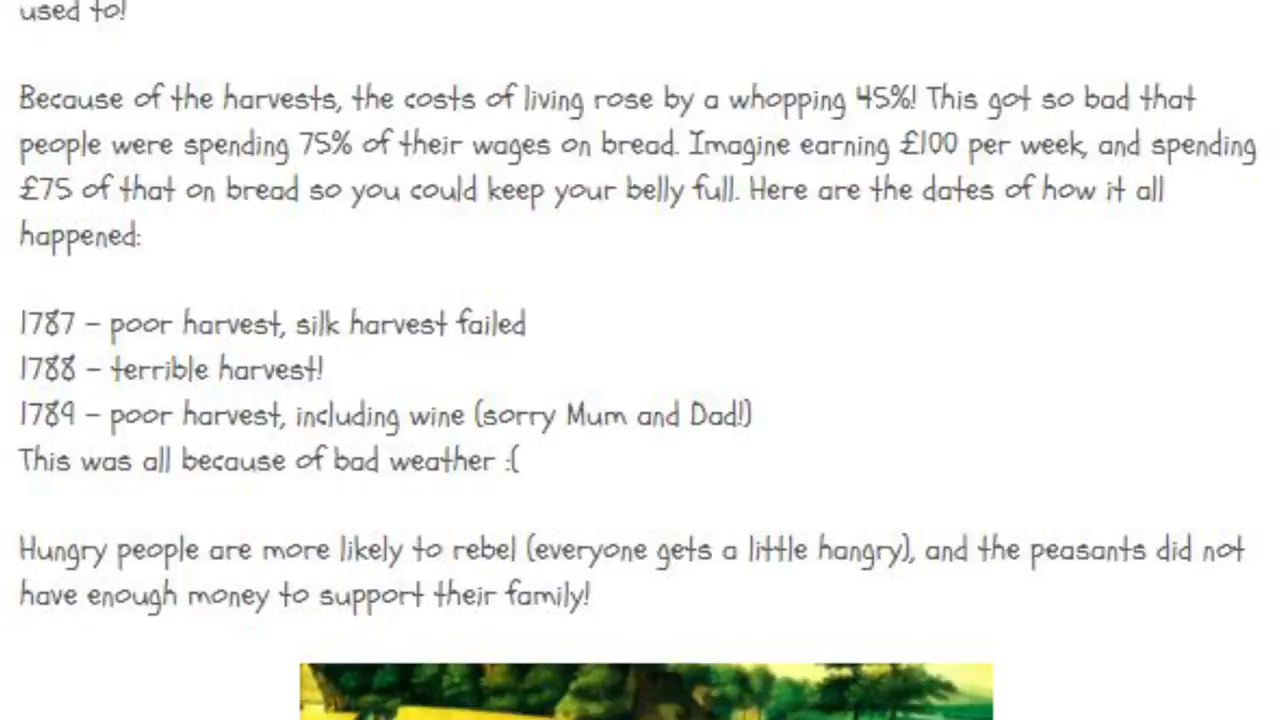 used to!
Because of the harvests, the costs of living rose by a whopping 45%! This got so bad that
people were spending 75% of their wages on bread. Imagine earning £100 per week, and spending
£75 of that on bread so you could keep your belly full. Here are the dates of how it all
happened:
1787 – poor harvest, silk harvest failed
1788 – terrible harvest!
1789 – poor harvest, including wine (sorry Mum and Dad!)
This was all because of bad weather :(
Hungry people are more likely to rebel (everyone gets a little hangry), and the peasants did not
have enough money to support their family!